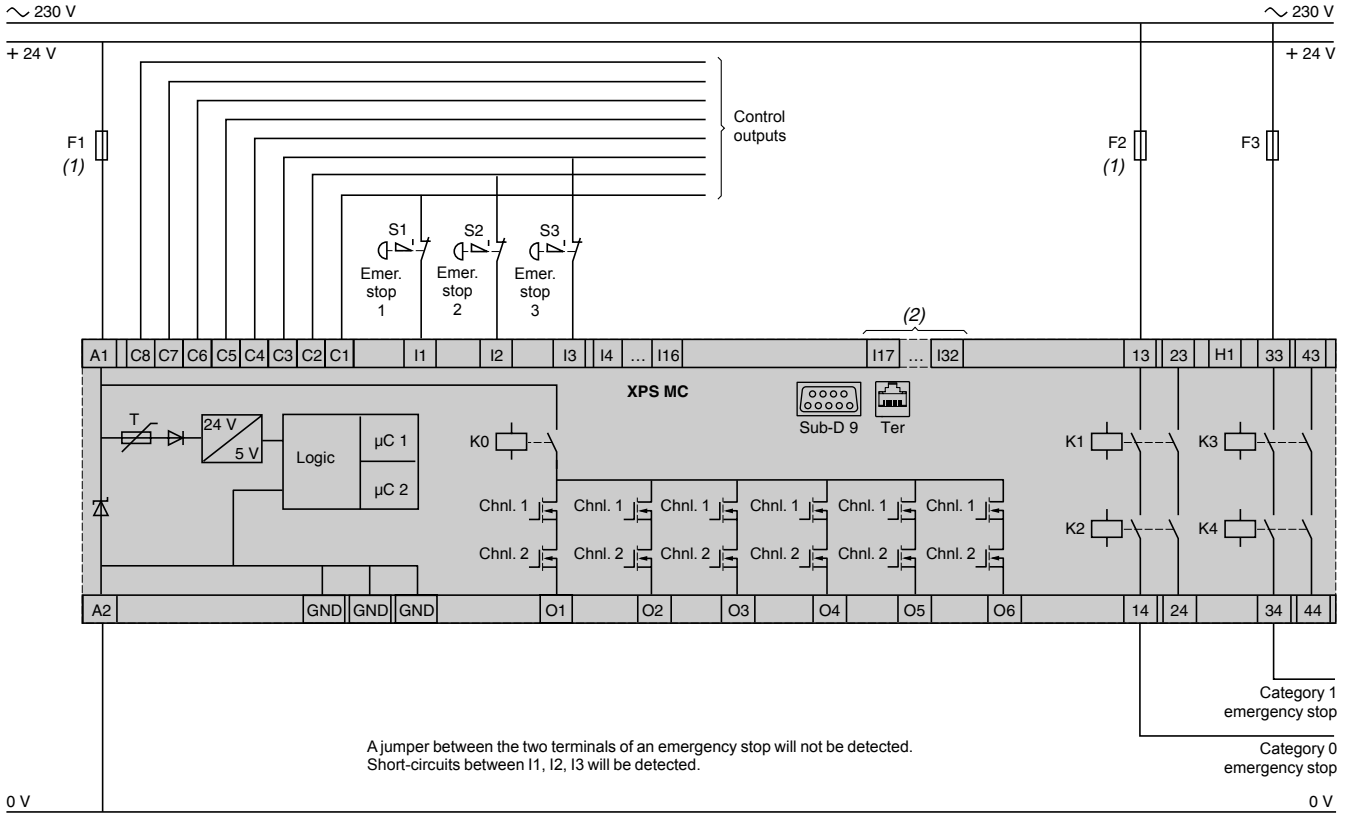 ~ 230 V
~ 230 V
+ 24 V
+ 24 V
Control
outputs
F1
(1)
F2
(1)
F3
S1
S2
S3
Emer.
stop
1
Emer.
stop
2
Emer.
stop
3
(2)
A1 C8 C7 C6 C5 C4 C3 C2 C1 I1 I2 I3 I4 ... I16 I17 ... I32 13 23 H1 33 43
XPS MC
Sub-D 9 Ter
T
24 V
5 V
Logic
µC 1
µC 2
K0
K1
K3
Chnl. 1 Chnl. 1 Chnl. 1 Chnl. 1 Chnl. 1 Chnl. 1
K2
K4
Chnl. 2 Chnl. 2 Chnl. 2 Chnl. 2 Chnl. 2 Chnl. 2
A2 GND GND GND O1 O2 O3 O4 O5 O6 14 24 34 44
Category 1
emergency stop
Category 0
emergency stop
A jumper between the two terminals of an emergency stop will not be detected.
Short-circuits between I1, I2, I3 will be detected.
0 V
0 V